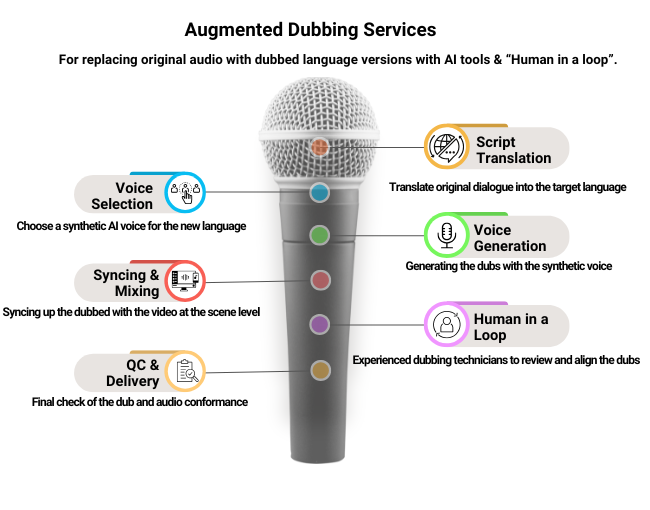 Augmented Dubbing Services
For replacing original audio with dubbed language versions with AI tools & “Human in a loop”.
Script
Translation
Translate original dialogue into the target language
Voice
Selection
Choose a synthetic AI voice for the new language
Voice
Generation
Generating the dubs with the synthetic voice
Syncing &
Mixing
Syncing up the dubbed with the video at the scene level
Human in a
Loop
Experienced dubbing technicians to review and align the dubs
QC &
Delivery
Final check of the dub and audio conformance